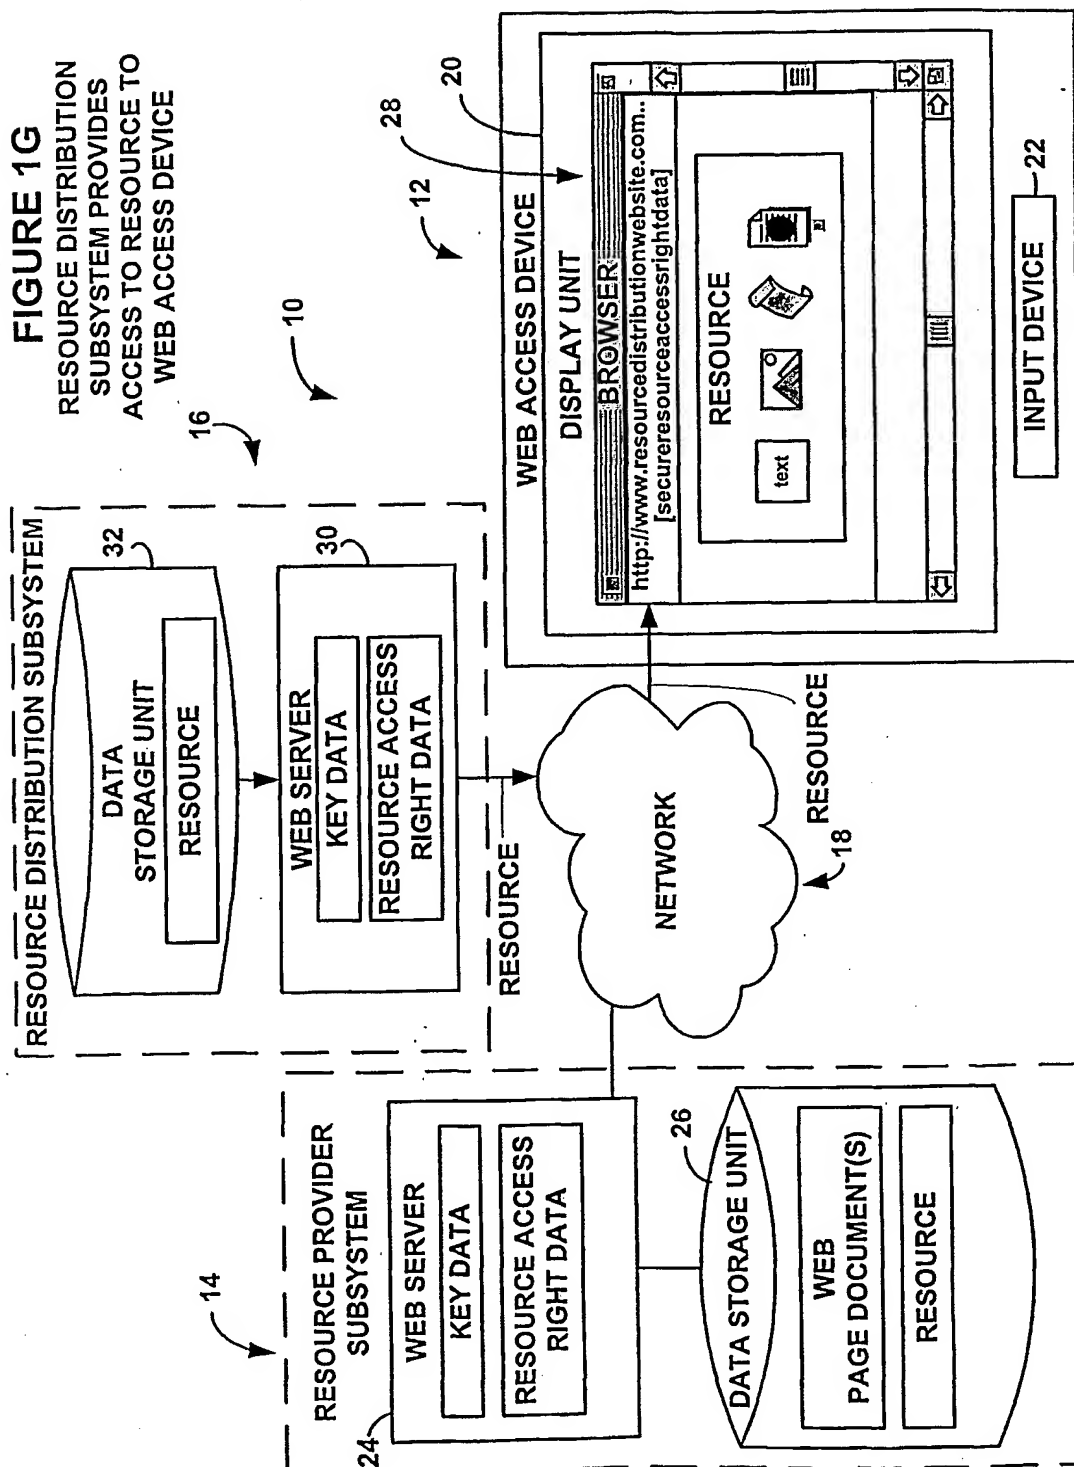 FIGURE 1G
RESOURCE DISTRIBUTION
SUBSYSTEM PROVIDES
ACCESS TO RESOURCE TO
WEB ACCESS DEVICE
10
16
RESOURCE DISTRIBUTION SUBSYSTEM
32
DATA
STORAGE UNIT
RESOURCE
30
WEB SERVER
KEY DATA
RESOURCE ACCESS
RIGHT DATA
RESOURCE
14
RESOURCE PROVIDER
SUBSYSTEM
24
WEB SERVER
KEY DATA
RESOURCE ACCESS
RIGHT DATA
26
DATA STORAGE UNIT
WEB
PAGE DOCUMENT(S)
RESOURCE
NETWORK
18
RESOURCE
12
28
20
WEB ACCESS DEVICE
DISPLAY UNIT
BROWSER
http://www.resourcedistributionwebsite.com..
[secureresourceaccessrightdata]
RESOURCE
text
INPUT DEVICE
22